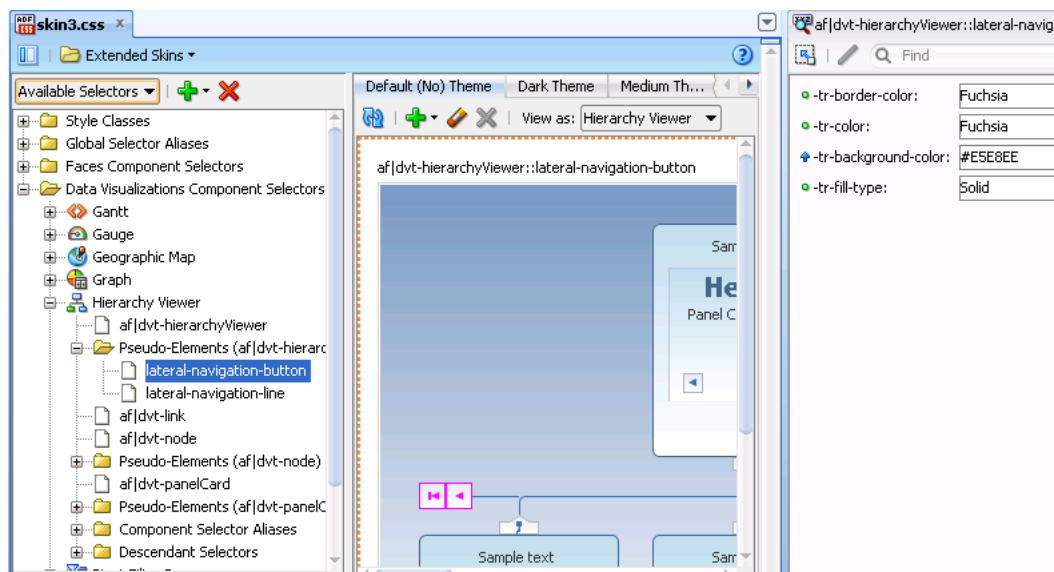 skin3.css x
Extended Skins
Available Selectors
Style Classes
Global Selector Aliases
Faces Component Selectors
Data Visualizations Component Selectors
Gantt
Gauge
Geographic Map
Graph
Hierarchy Viewer
af|dvt-hierarchyViewer
Pseudo-Elements (af|dvt-hierarc
lateral-navigation-button
lateral-navigation-line
af|dvt-link
af|dvt-node
Pseudo-Elements (af|dvt-node)
af|dvt-panelCard
Pseudo-Elements (af|dvt-panelC
Component Selector Aliases
Descendant Selectors
Default (No) Theme Dark Theme Medium Th...
View as: Hierarchy Viewer
af|dvt-hierarchyViewer::lateral-navigation-button
Sam
He
Panel C
Sample text
Sam
af|dvt-hierarchyViewer::lateral-navig
Find
-tr-border-color: Fuchsia
-tr-color: Fuchsia
-tr-background-color: #E5E8EE
-tr-fill-type: Solid